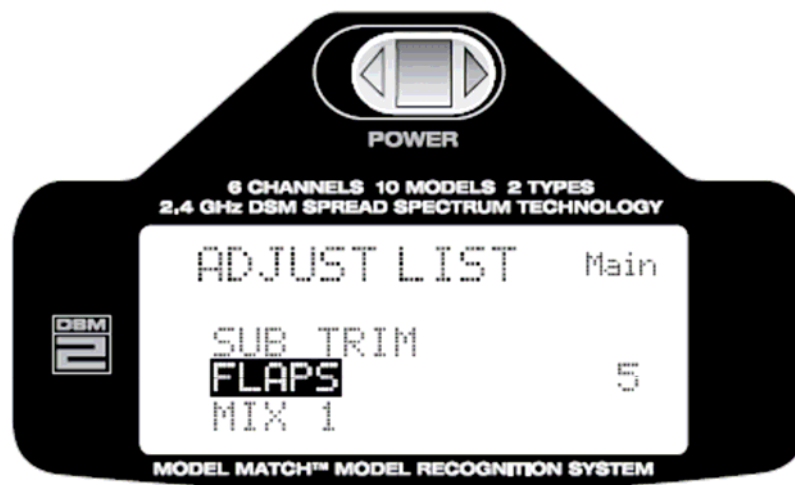 POWER
6 CHANNELS 10 MODELS 2 TYPES
2,4 GHz DSM SPREAD SPECTRUM TECHNOLOGY
ADJUST LIST Main
DSM
2
SUB TRIM
FLAPS 5
MIX 1
MODEL MATCH™ MODEL RECOGNITION SYSTEM